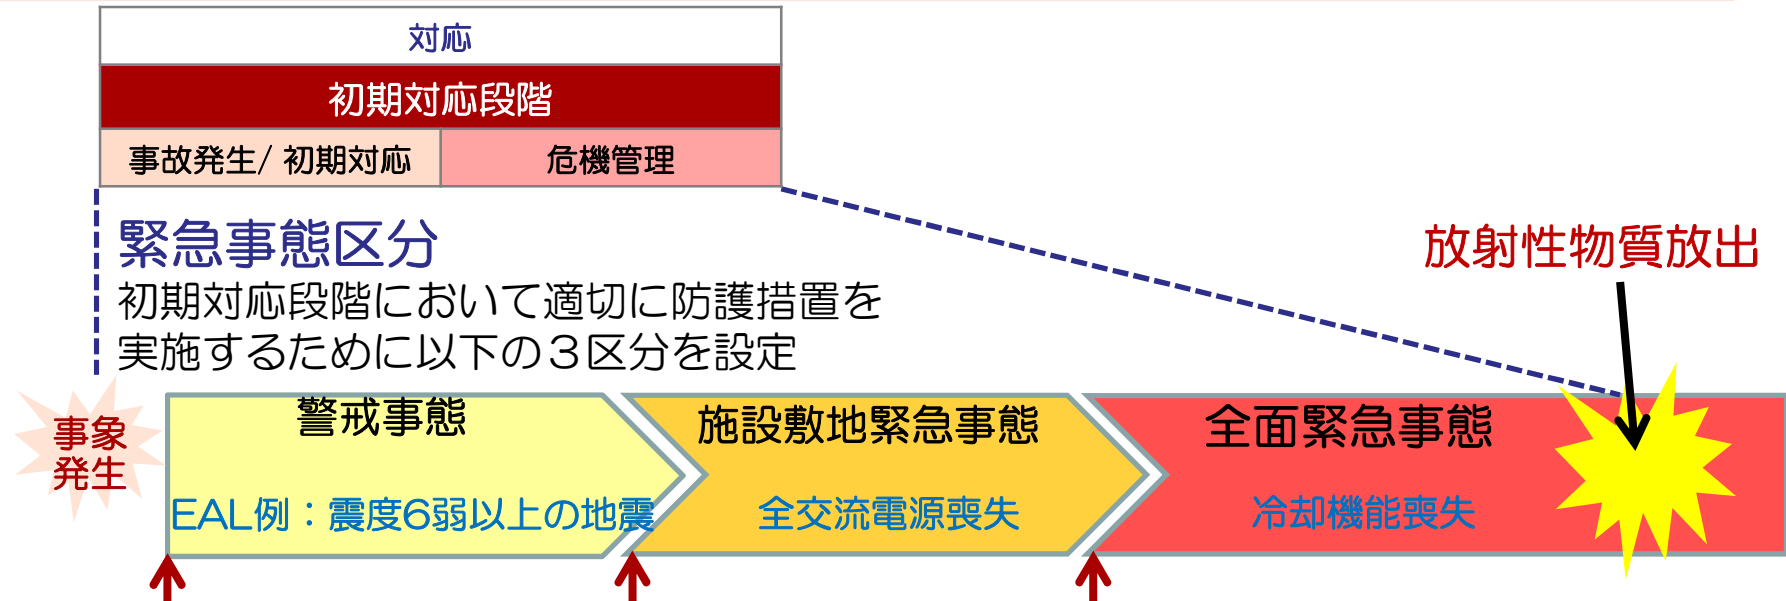 対応
初期対応段階
事故発生/ 初期対応
危機管理
緊急事態区分
初期対応段階において適切に防護措置を
実施するために以下の３区分を設定
放射性物質放出
事象
発生
警戒事態
EAL例：震度6弱以上の地震
施設敷地緊急事態
全交流電源喪失
全面緊急事態
冷却機能喪失